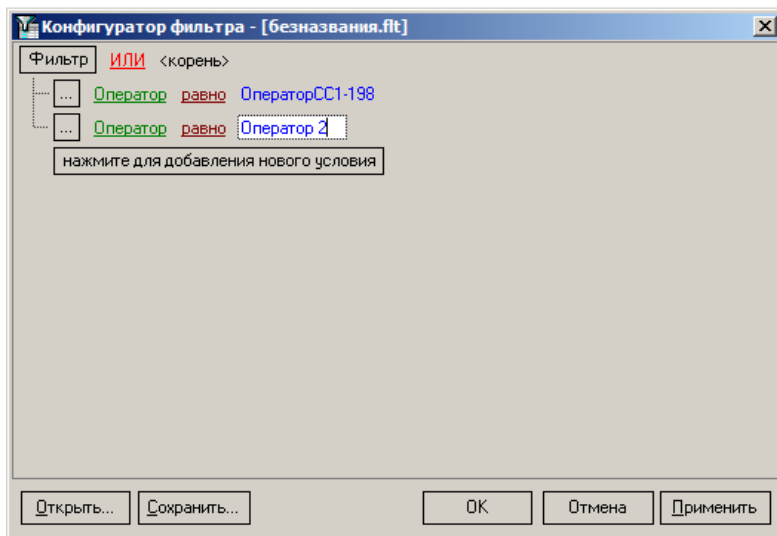 Конфигуратор фильтра - [безназвания.flt]
Фильтр ИЛИ <корень>
... Оператор равно ОператорСС1-198
... Оператор равно Оператор 2
нажмите для добавления нового условия
Открыть... Сохранить... OK Отмена Применить